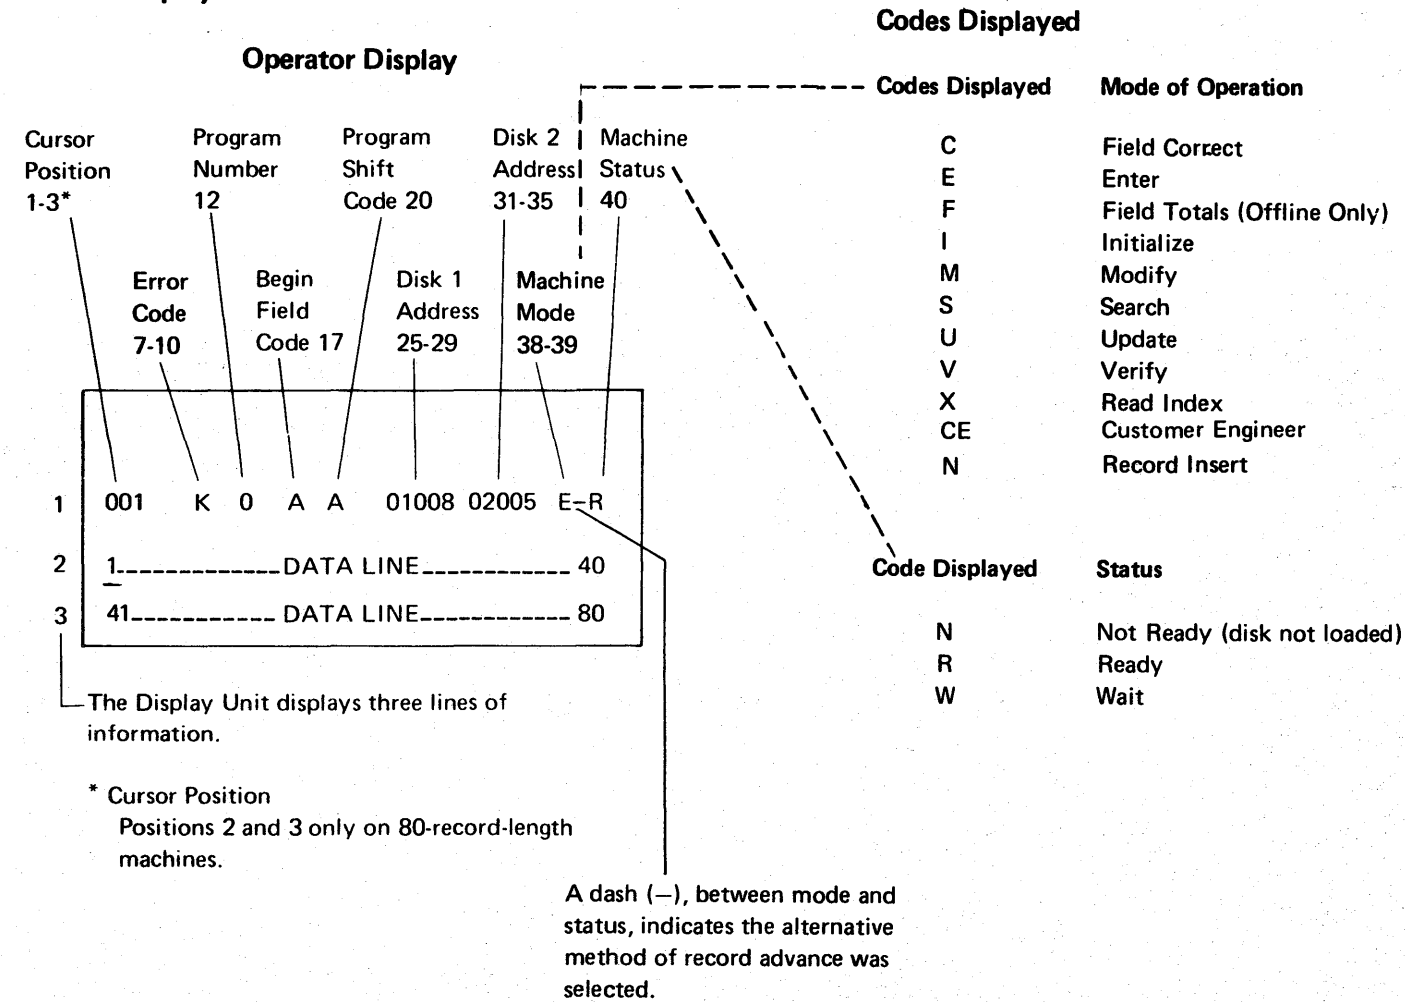 Codes Displayed
Operator Display
Codes Displayed Mode of Operation
C Field Correct
E Enter
F Field Totals (Offline Only)
I Initialize
M Modify
S Search
U Update
V Verify
X Read Index
CE Customer Engineer
N Record Insert
Cursor Position 1-3*
Program Number 12
Program Shift Code 20
Disk 2 Address 31-35
Machine Status 40
Error Code 7-10
Begin Field Code 17
Disk 1 Address 25-29
Machine Mode 38-39
1 001 K 0 A A 01008 02005 E–R
2 1-------------DATA LINE------------ 40
3 41----------- DATA LINE------------ 80
Code Displayed Status
N Not Ready (disk not loaded)
R Ready
W Wait
The Display Unit displays three lines of
information.
* Cursor Position
Positions 2 and 3 only on 80-record-length
machines.
A dash (–), between mode and
status, indicates the alternative
method of record advance was
selected.